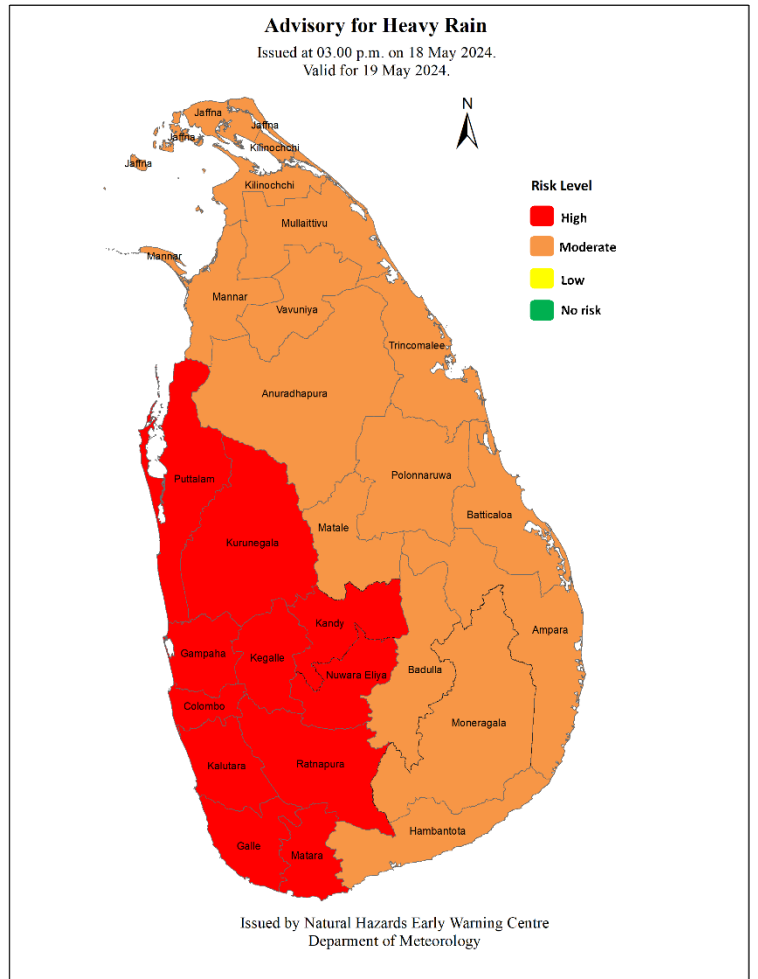 Advisory for Heavy Rain
Issued at 03.00 p.m. on 18 May 2024.
Valid for 19 May 2024.
N
Jaffna
Jaffna
Jaffna
Kilinochchi
Jaffna
Kilinochchi
Mullaittivu
Mannar
Mannar
Vavuniya
Trincomalee
Anuradhapura
Puttalam
Polonnaruwa
Batticaloa
Matale
Kurunegala
Kandy
Ampara
Gampaha
Kegalle
Nuwara Eliya
Badulla
Colombo
Moneragala
Kalutara
Ratnapura
Hambantota
Galle
Matara
Risk Level
High
Moderate
Low
No risk
Issued by Natural Hazards Early Warning Centre
Deparment of Meteorology